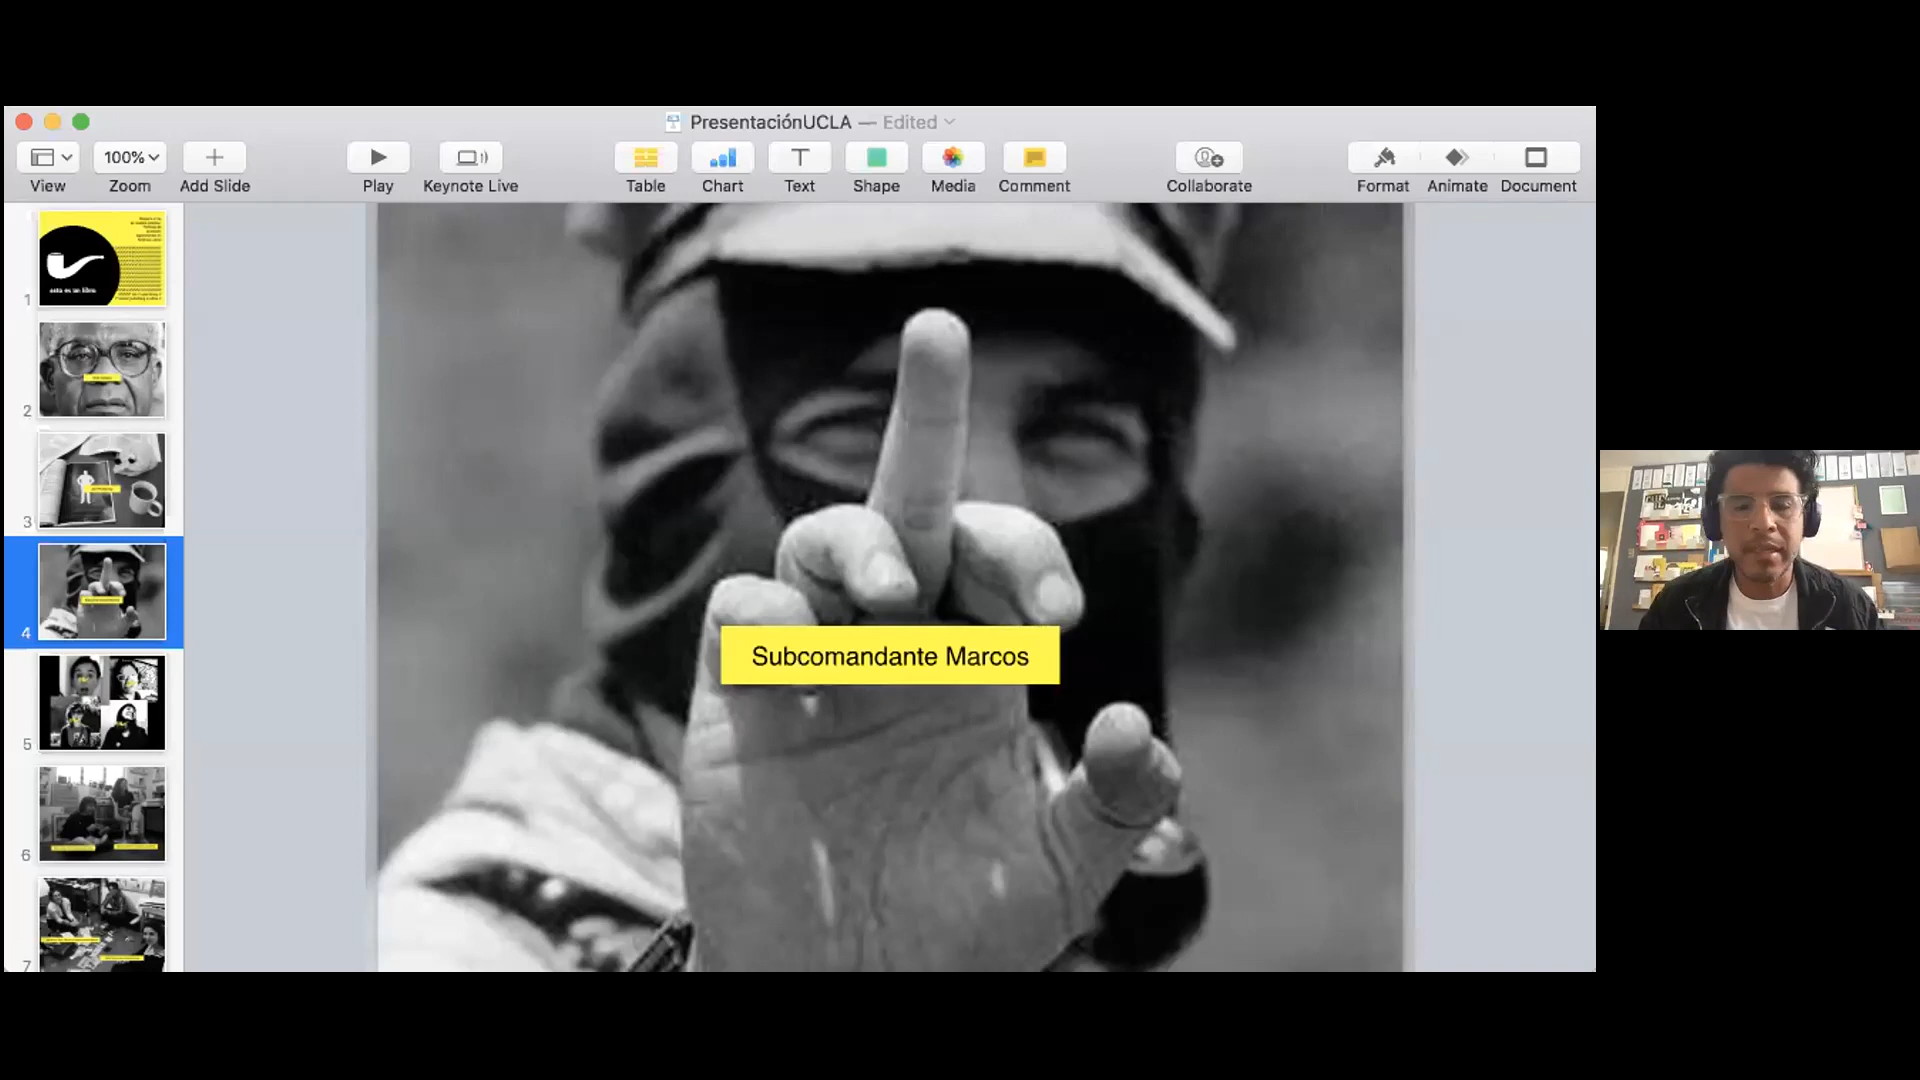 PresentaciónUCLA — Edited
100%
View
Zoom
Add Slide
Play
Keynote Live
Table
Chart
Text
Shape
Media
Comment
Collaborate
Format
Animate
Document
1
esto es un libro
2
3
4
5
6
7
Subcomandante Marcos